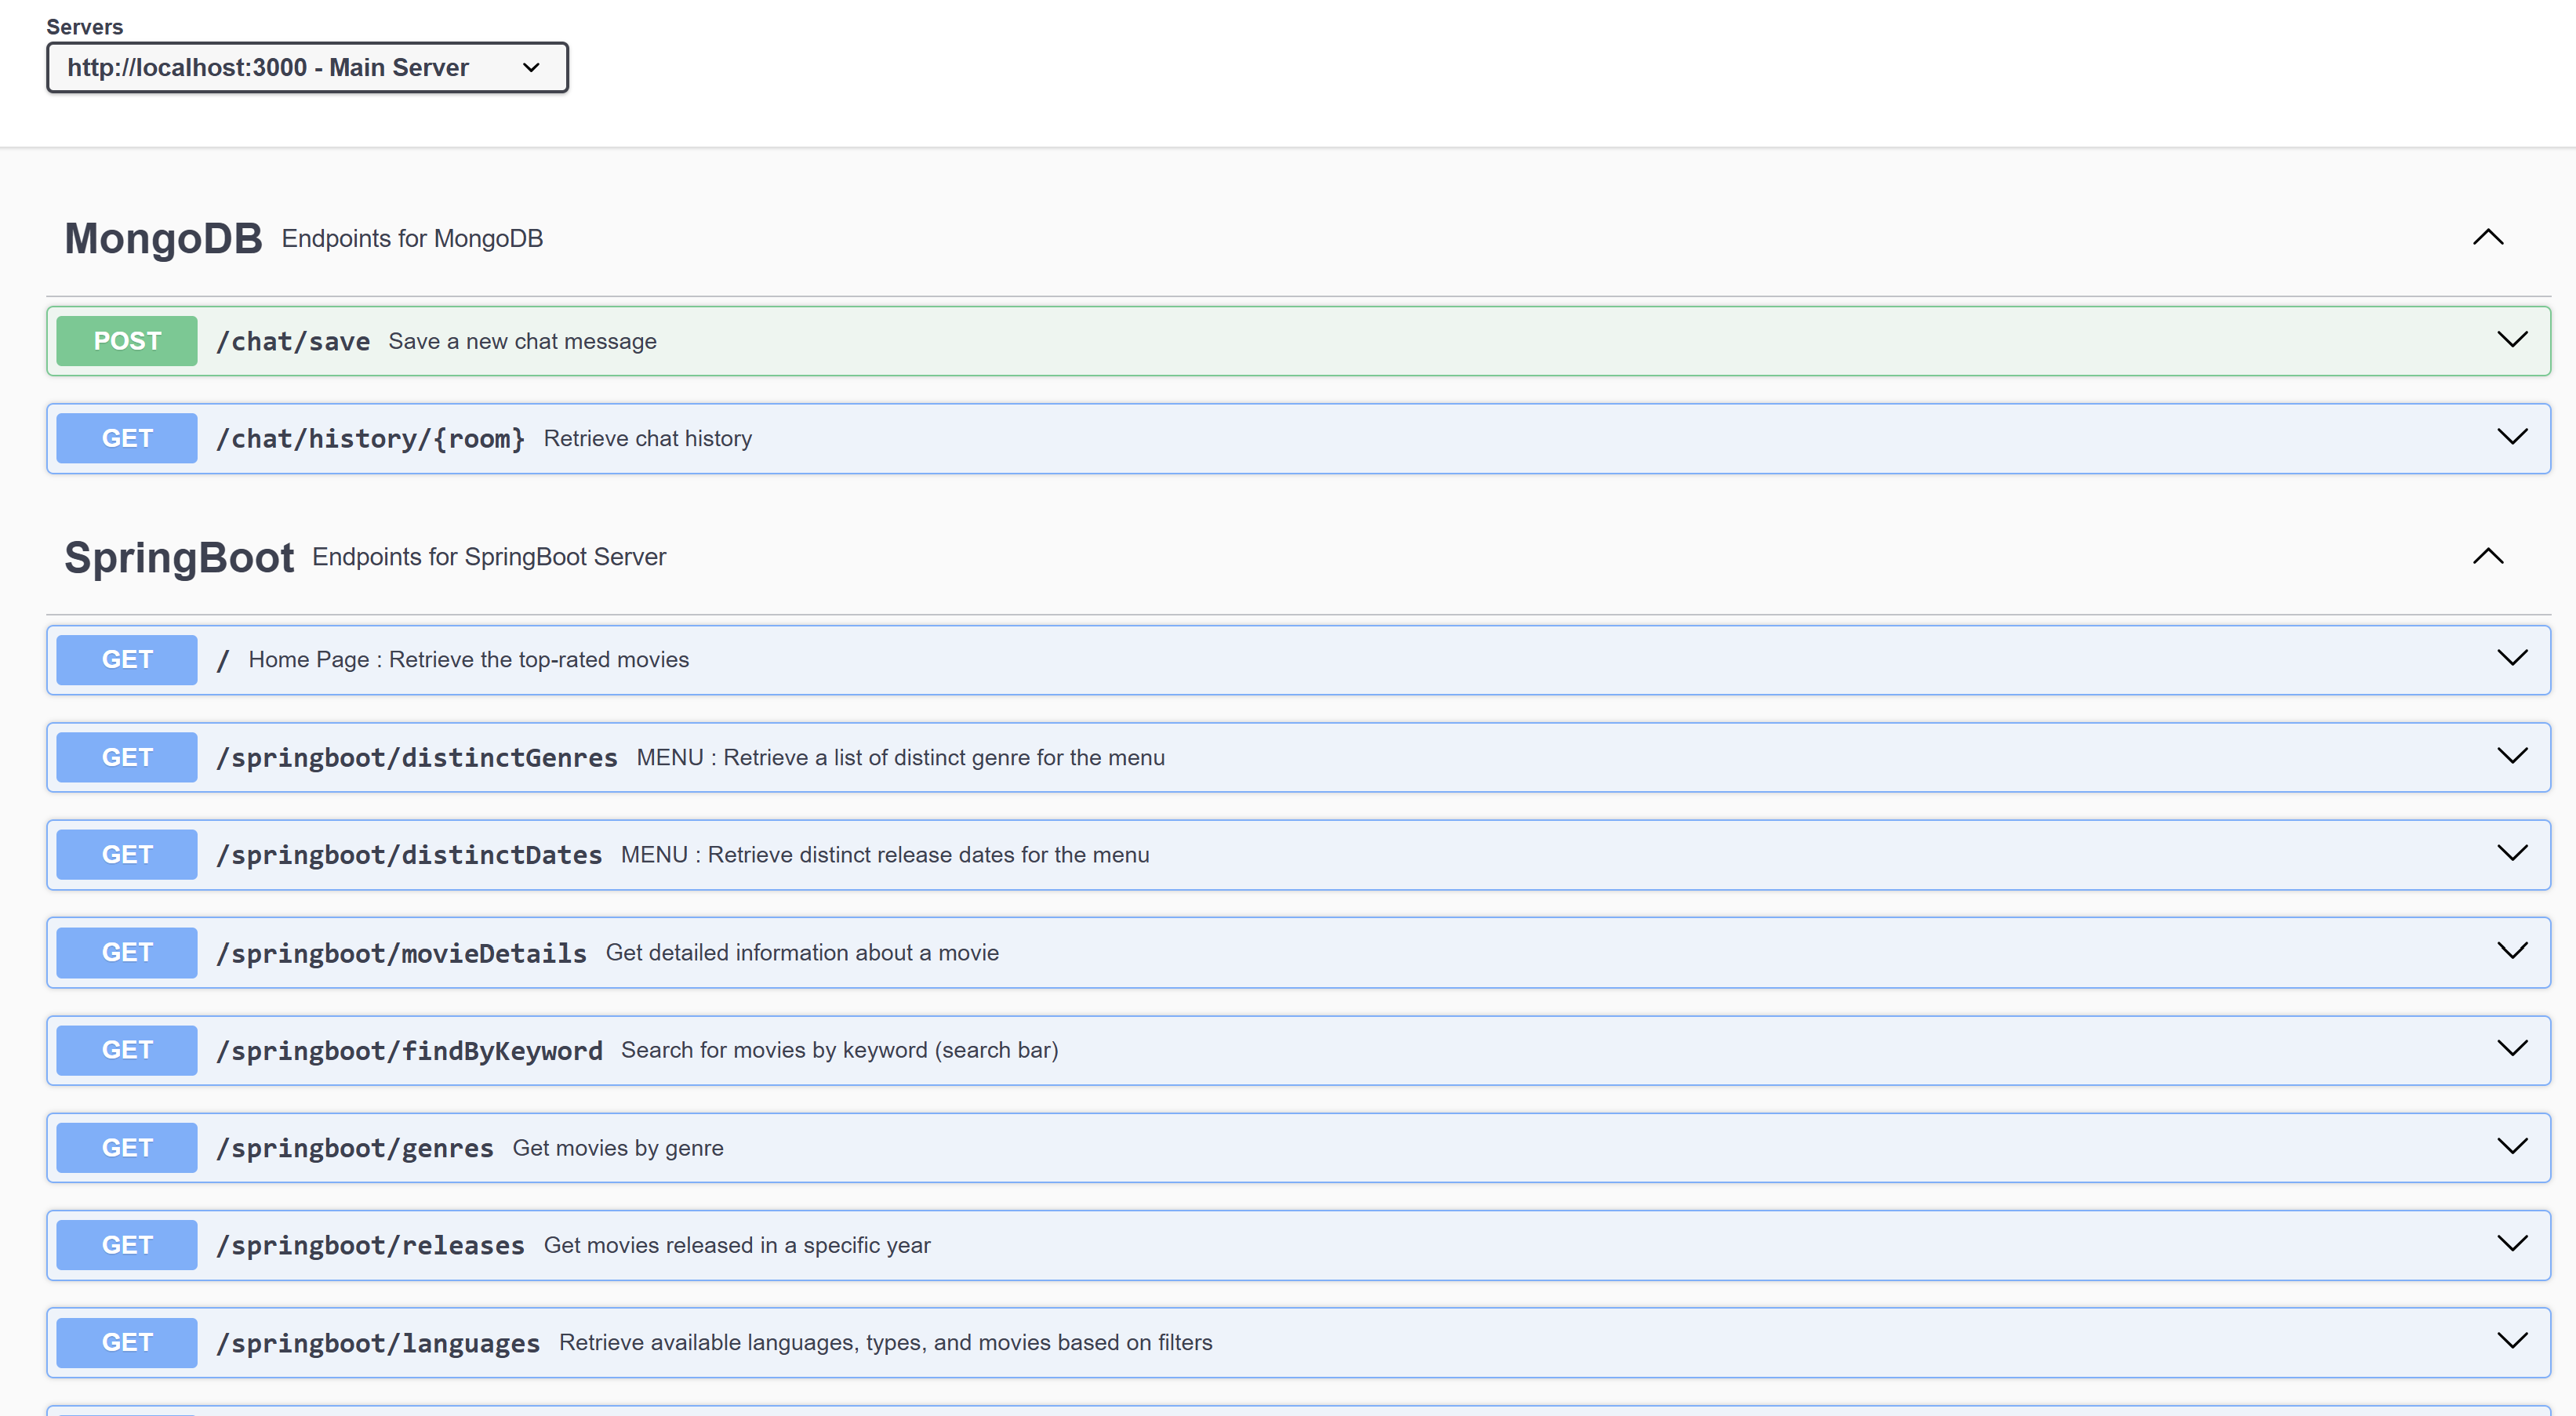 Servers
http://localhost:3000 - Main Server
MongoDB Endpoints for MongoDB
POST /chat/save Save a new chat message
GET /chat/history/{room} Retrieve chat history
SpringBoot Endpoints for SpringBoot Server
GET / Home Page : Retrieve the top-rated movies
GET /springboot/distinctGenres MENU : Retrieve a list of distinct genre for the menu
GET /springboot/distinctDates MENU : Retrieve distinct release dates for the menu
GET /springboot/movieDetails Get detailed information about a movie
GET /springboot/findByKeyword Search for movies by keyword (search bar)
GET /springboot/genres Get movies by genre
GET /springboot/releases Get movies released in a specific year
GET /springboot/languages Retrieve available languages, types, and movies based on filters